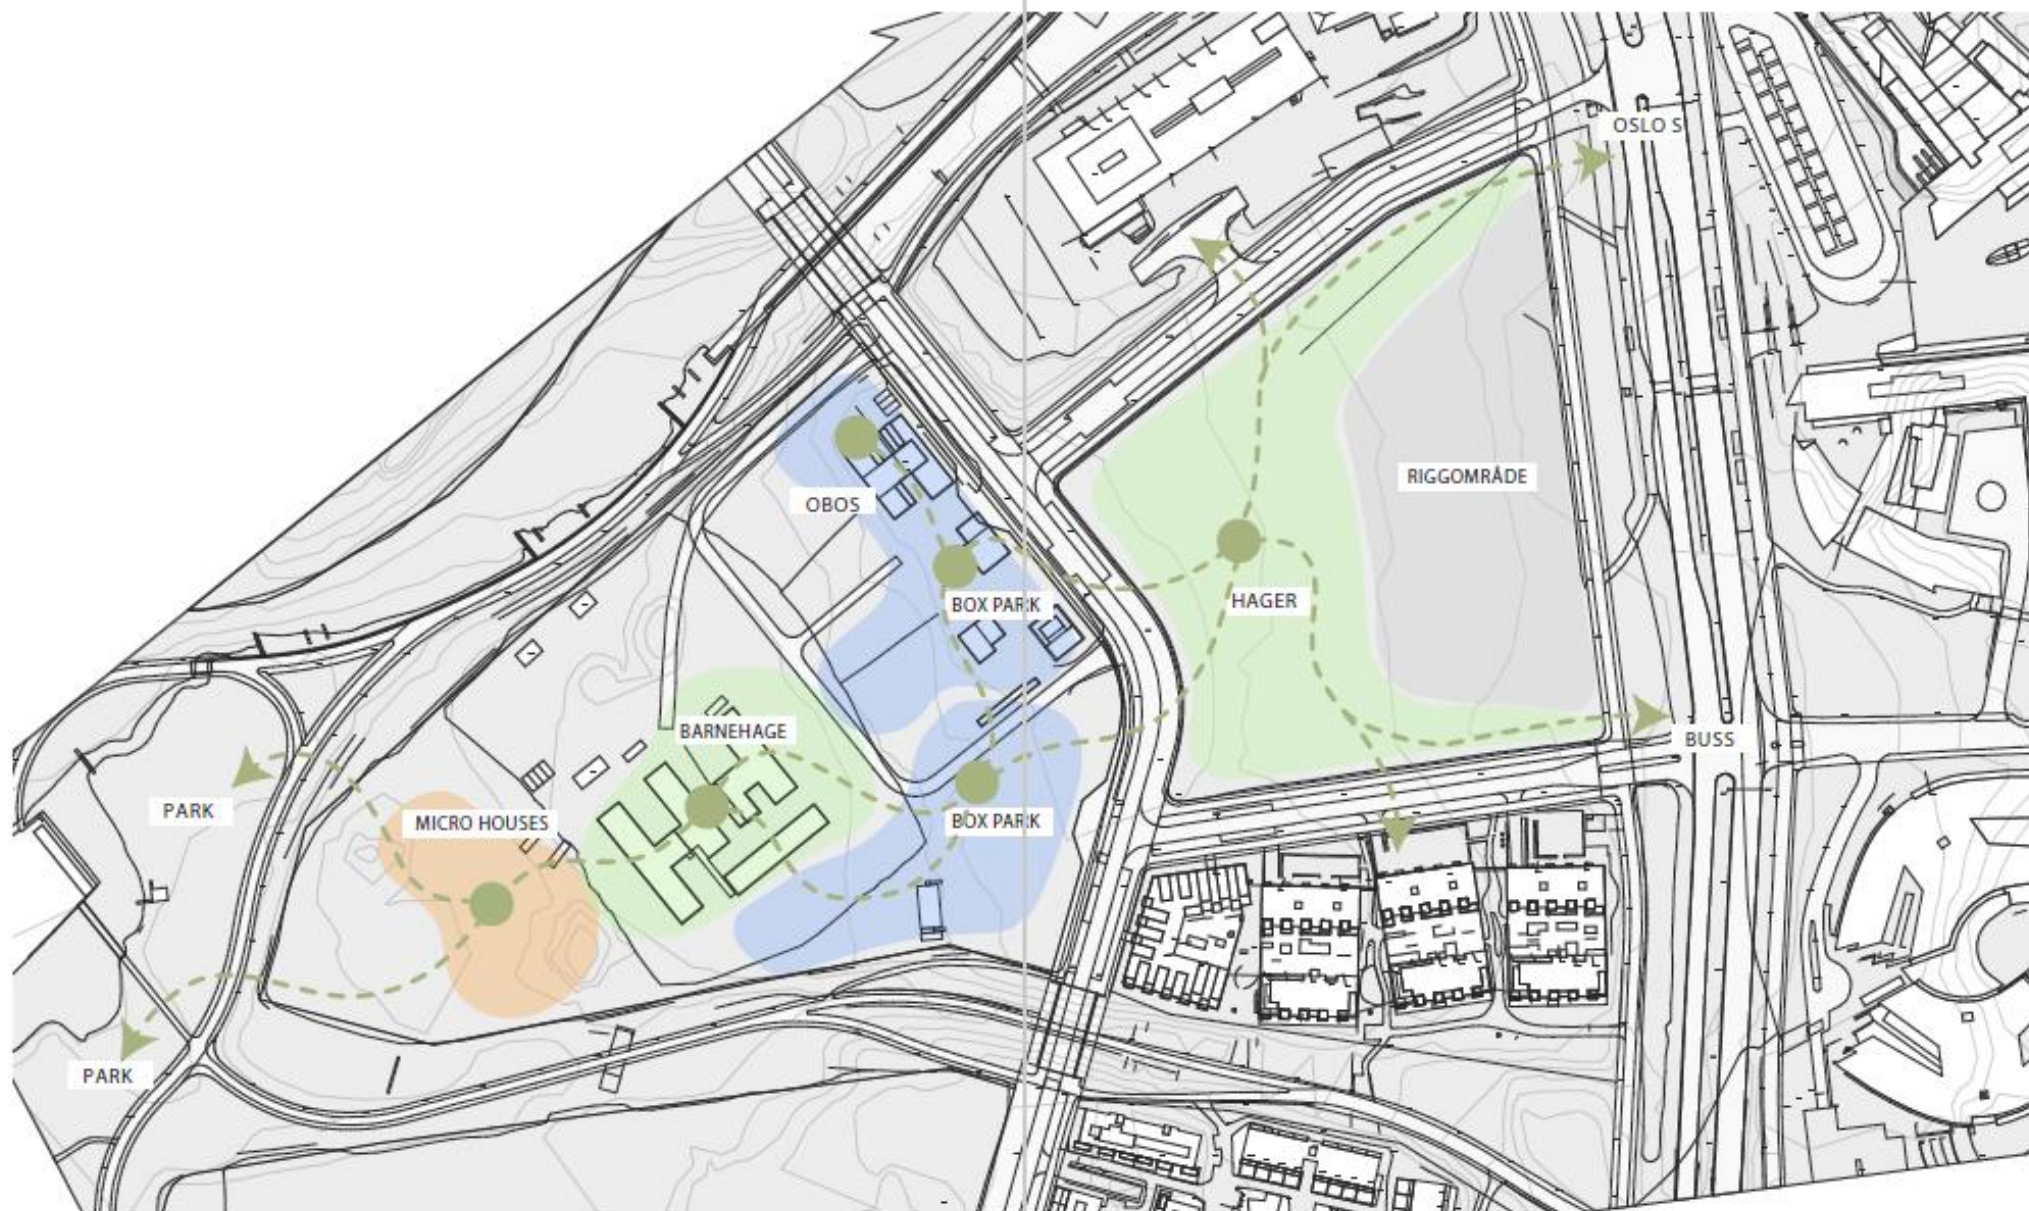 OSLO S
RIGGOMRÅDE
OBOS
BOX PARK
HAGER
BARNEHAGE
BUSS
PARK
MICRO HOUSES
BOX PARK
PARK